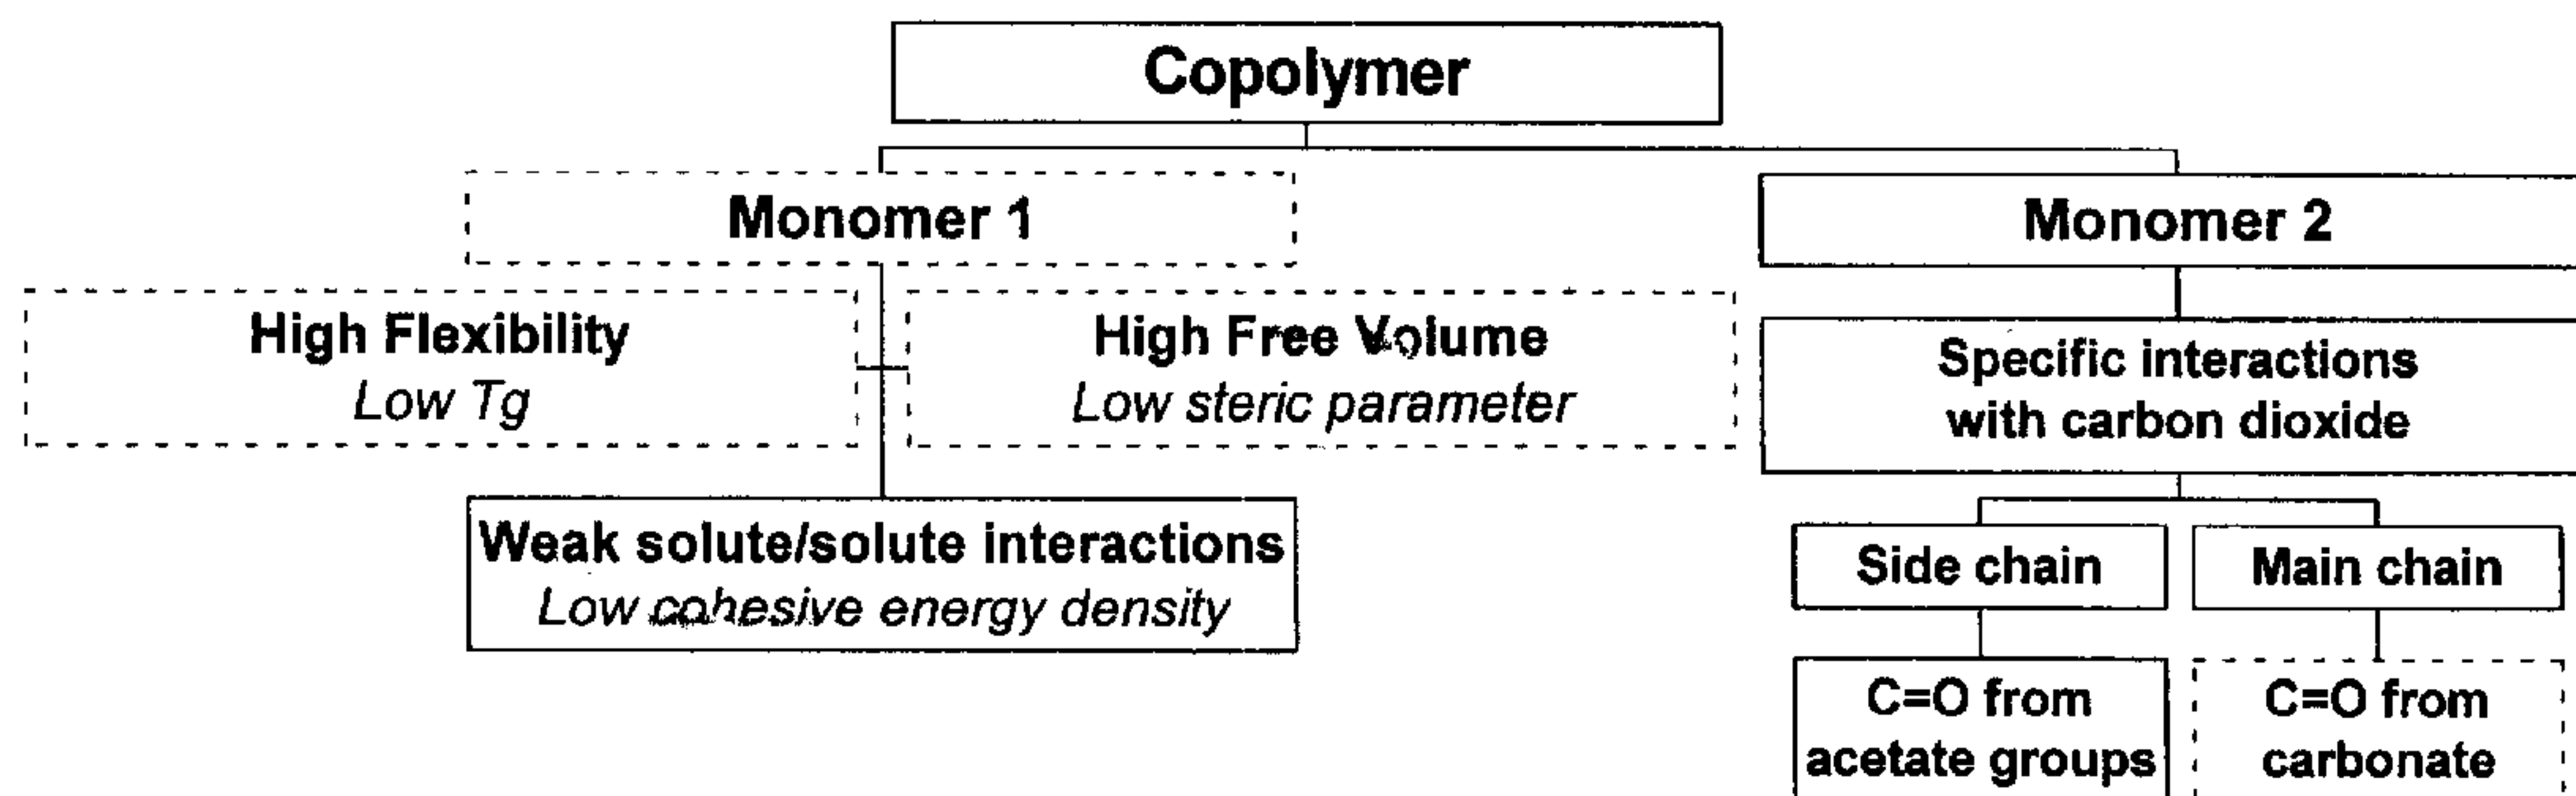 Copolymer
Monomer 1
Monomer 2
High Flexibility
Low Tg
High Free Volume
Low steric parameter
Specific interactions
with carbon dioxide
Weak solute/solute interactions
Low cohesive energy density
Side chain
Main chain
C=O from
acetate groups
C=O from
carbonate